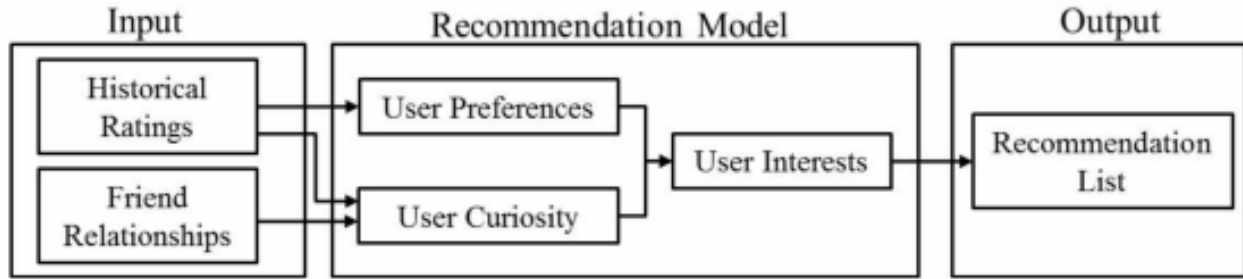 Input
Recommendation Model
Output
Historical
Ratings
Friend
Relationships
User Preferences
User Curiosity
User Interests
Recommendation
List